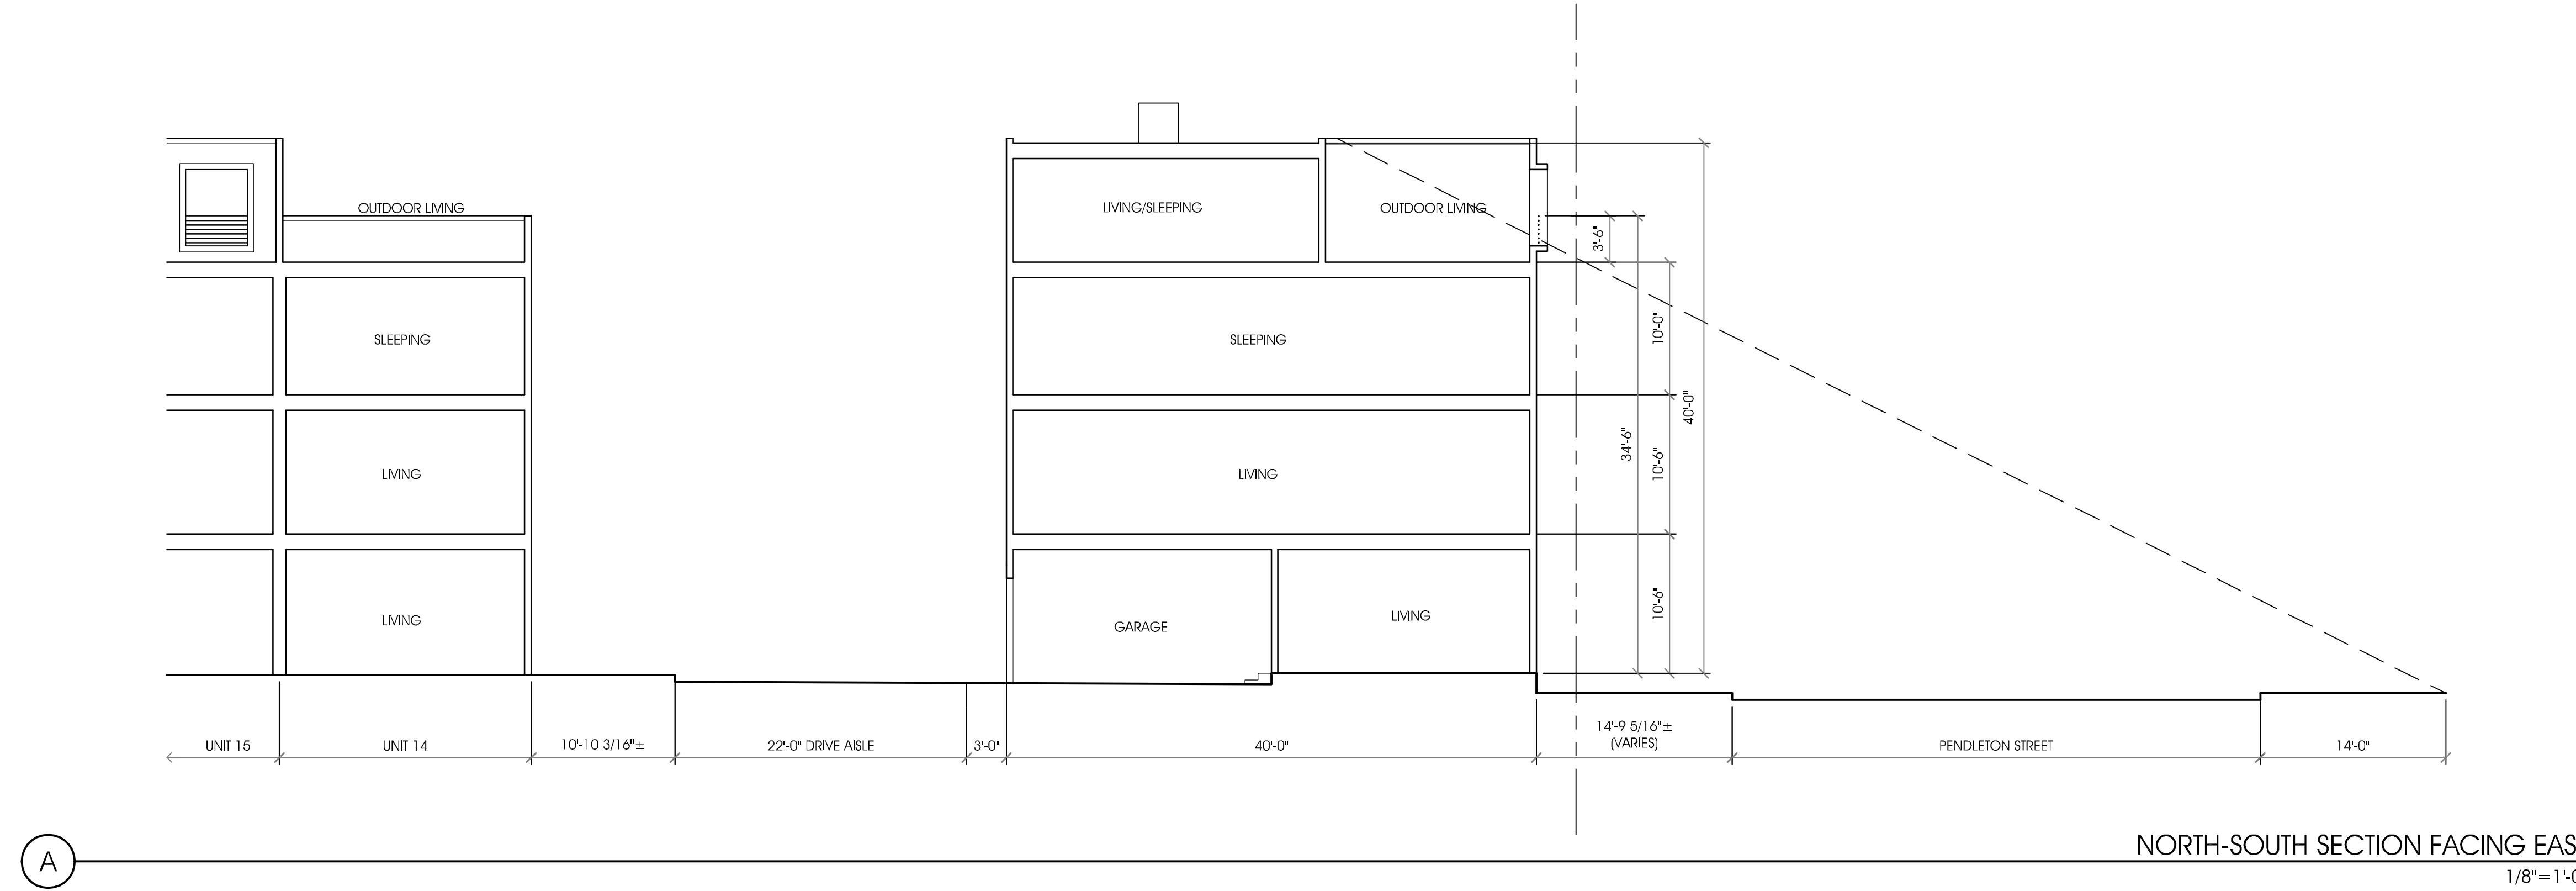 OUTDOOR LIVING
LIVING/SLEEPING
OUTDOOR LIVING
3'-6"
SLEEPING
SLEEPING
10'-0"
40'-0"
34'-6"
LIVING
LIVING
10'-6"
LIVING
GARAGE
LIVING
10'-6"
UNIT 15
UNIT 14
10'-10 3/16"±
22'-0" DRIVE AISLE
3'-0"
40'-0"
14'-9 5/16"±
(VARIES)
PENDLETON STREET
14'-0"
A
NORTH-SOUTH SECTION FACING EAS
1/8"=1'-0